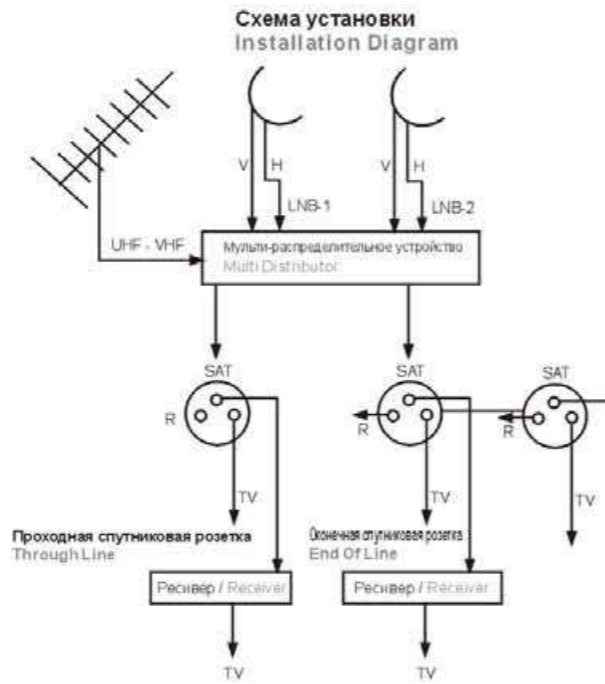 Схема установки
Installation Diagram
V
H
LNB-1
V
H
LNB-2
UHF - VHF
Мульти-распределительное устройство
Multi Distributor
SAT
R
TV
SAT
R
TV
SAT
R
TV
Проходная спутниковая розетка
Through Line
Оконечная спутниковая розетка
End Of Line
Ресивер / Receiver
Ресивер / Receiver
TV
TV